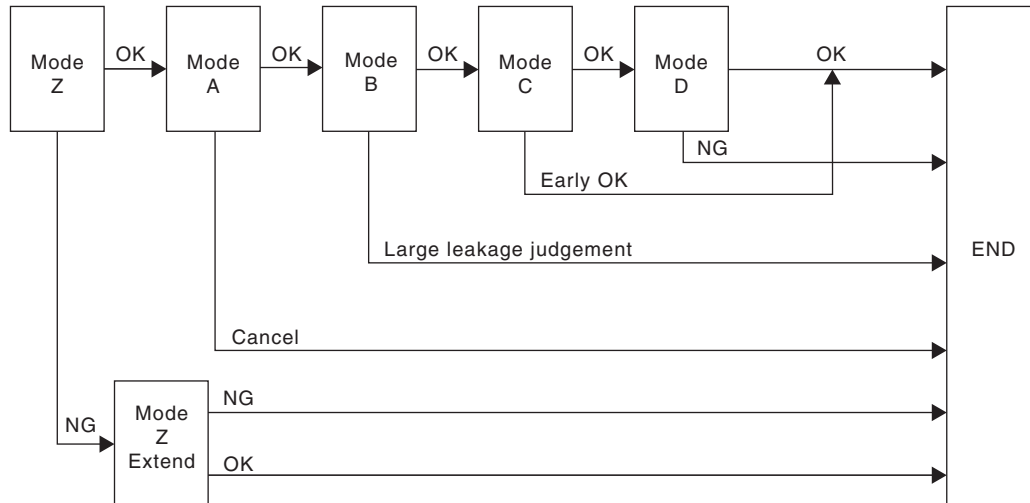 Mode
Z
OK
Mode
A
OK
Mode
B
OK
Mode
C
OK
Mode
D
OK
NG
Early OK
Large leakage judgement
END
Cancel
NG
Mode
Z
Extend
NG
OK